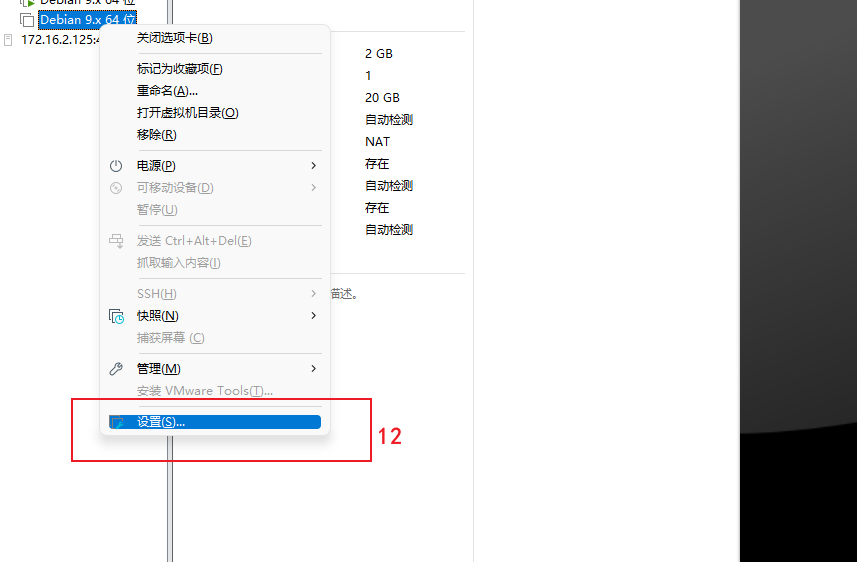 Debian 9.x 64 位
Debian 9.x 64 位
172.16.2.125:4
关闭选项卡(B)
标记为收藏项(F)
重命名(A)...
打开虚拟机目录(O)
移除(R)
电源(P)
可移动设备(D)
暂停(U)
发送 Ctrl+Alt+Del(E)
抓取输入内容(I)
SSH(H)
快照(N)
捕获屏幕 (C)
管理(M)
安装 VMware Tools(T)...
设置(S)...
12
2 GB
1
20 GB
自动检测
NAT
存在
自动检测
存在
自动检测
描述。